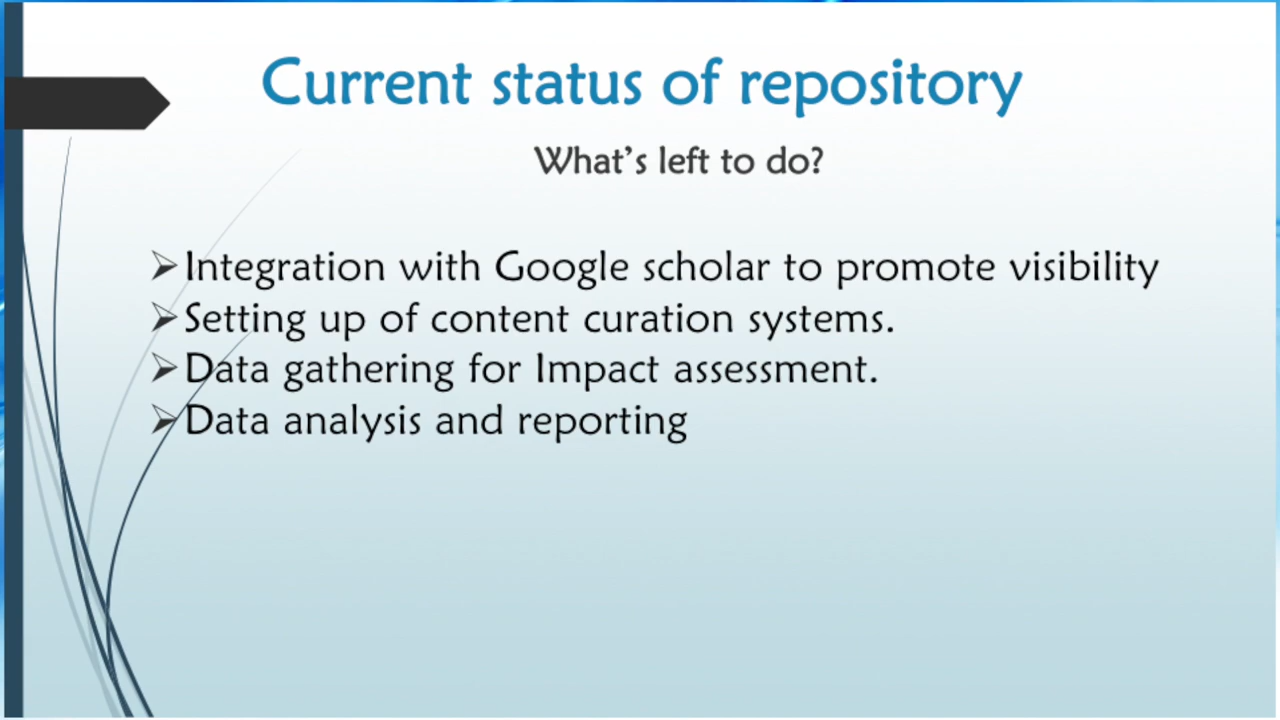 Current status of repository
What's left to do?
➢Integration with Google scholar to promote visibility
➢Setting up of content curation systems.
➢Data gathering for Impact assessment.
➢Data analysis and reporting